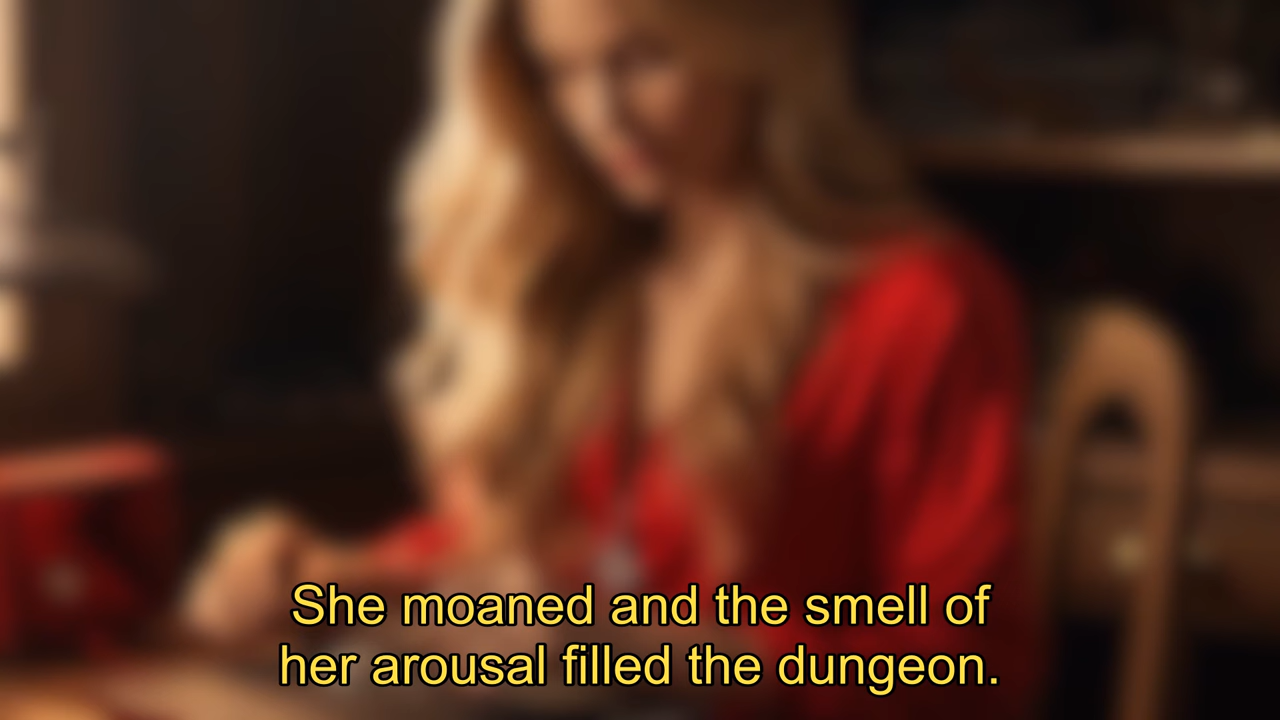 She moaned and the smell of
her arousal filled the dungeon.